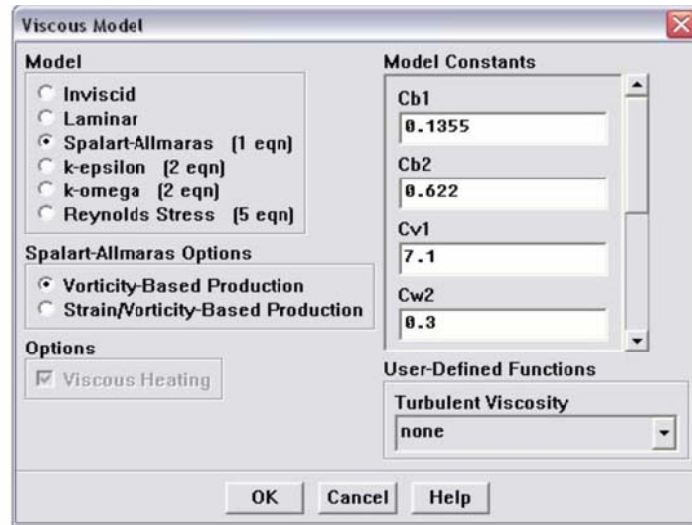 Viscous Model
Model
Inviscid
Laminar
Spalart-Allmaras (1 eqn)
k-epsilon (2 eqn)
k-omega (2 eqn)
Reynolds Stress (5 eqn)
Spalart-Allmaras Options
Vorticity-Based Production
Strain/Vorticity-Based Production
Options
Viscous Heating
Model Constants
Cb1
0.1355
Cb2
0.622
Cv1
7.1
Cw2
0.3
User-Defined Functions
Turbulent Viscosity
none
OK Cancel Help